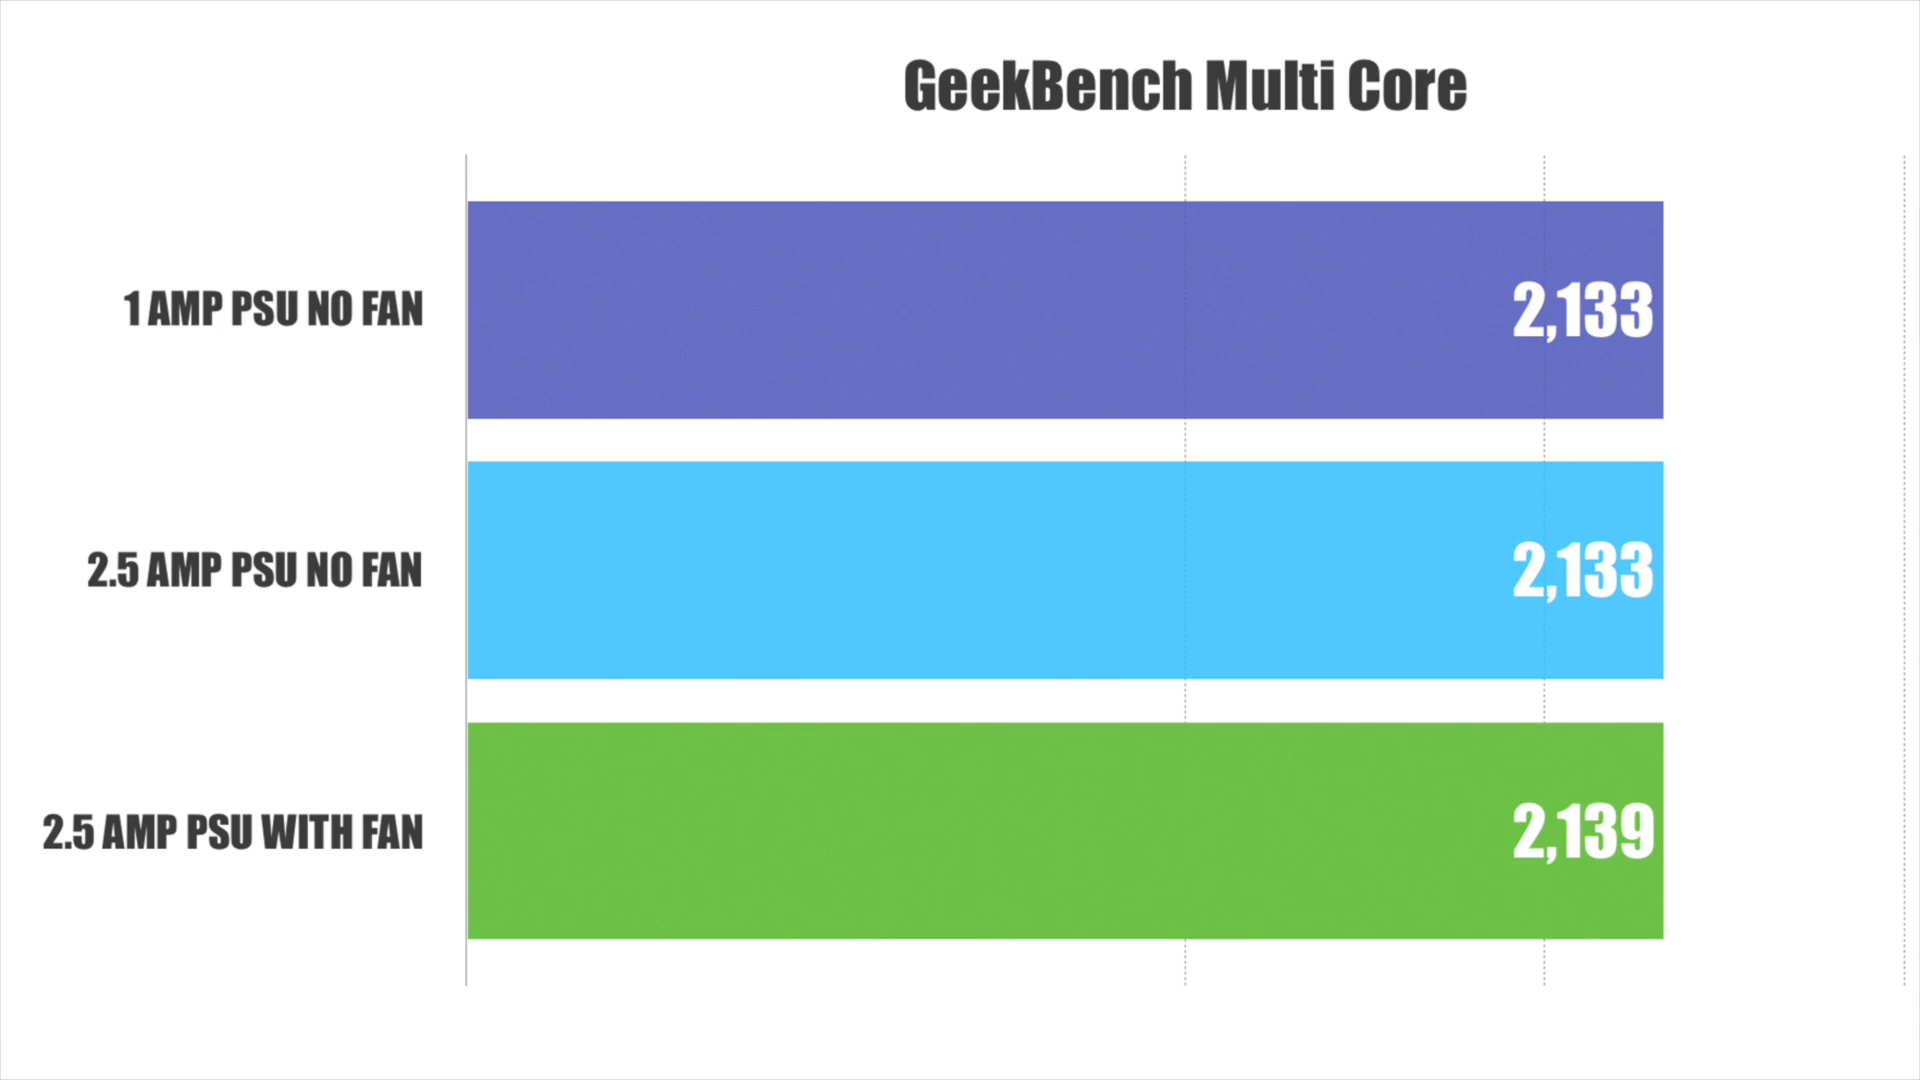 GeekBench Multi Core
1 AMP PSU NO FAN
2,133
2.5 AMP PSU NO FAN
2,133
2.5 AMP PSU WITH FAN
2,139